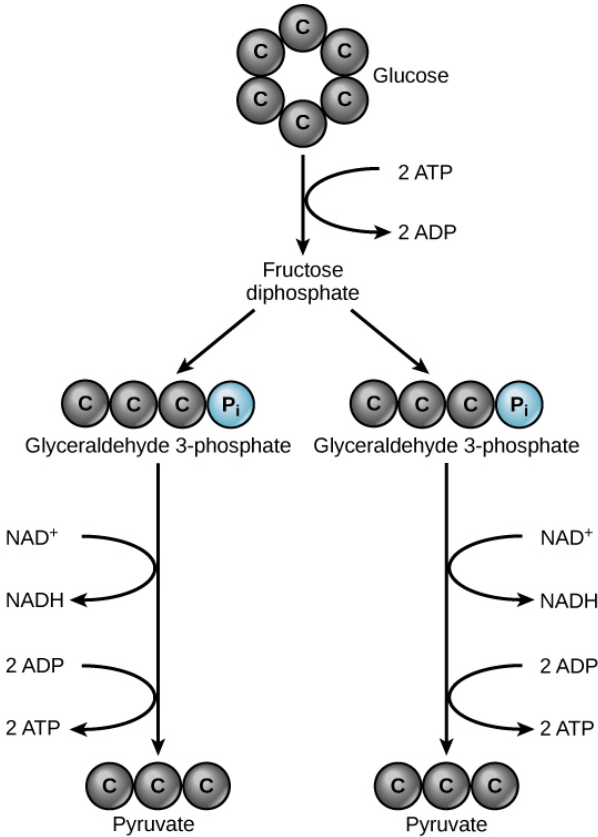 C
C C
Glucose
C C
C
2 ATP
2 ADP
Fructose
diphosphate
C C C Pi
C C C Pi
Glyceraldehyde 3-phosphate
Glyceraldehyde 3-phosphate
NAD+
NADH
2 ADP
2 ATP
NAD+
NADH
2 ADP
2 ATP
C C C
C C C
Pyruvate
Pyruvate